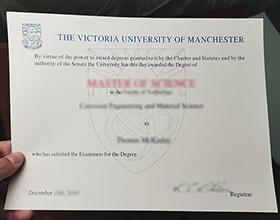 THE VICTORIA UNIVERSITY OF MANCHESTER
By virtue of the power to award degrees granted to it by the Charter and Statutes and by the
authority of the Senate the University has this day awarded the Degree of
MASTER OF SCIENCE
in the Faculty of Technology
Corrosion Engineering and Material Science
to
Thomas
who has satisfied the Examiners for the Degree.
December
Registrar